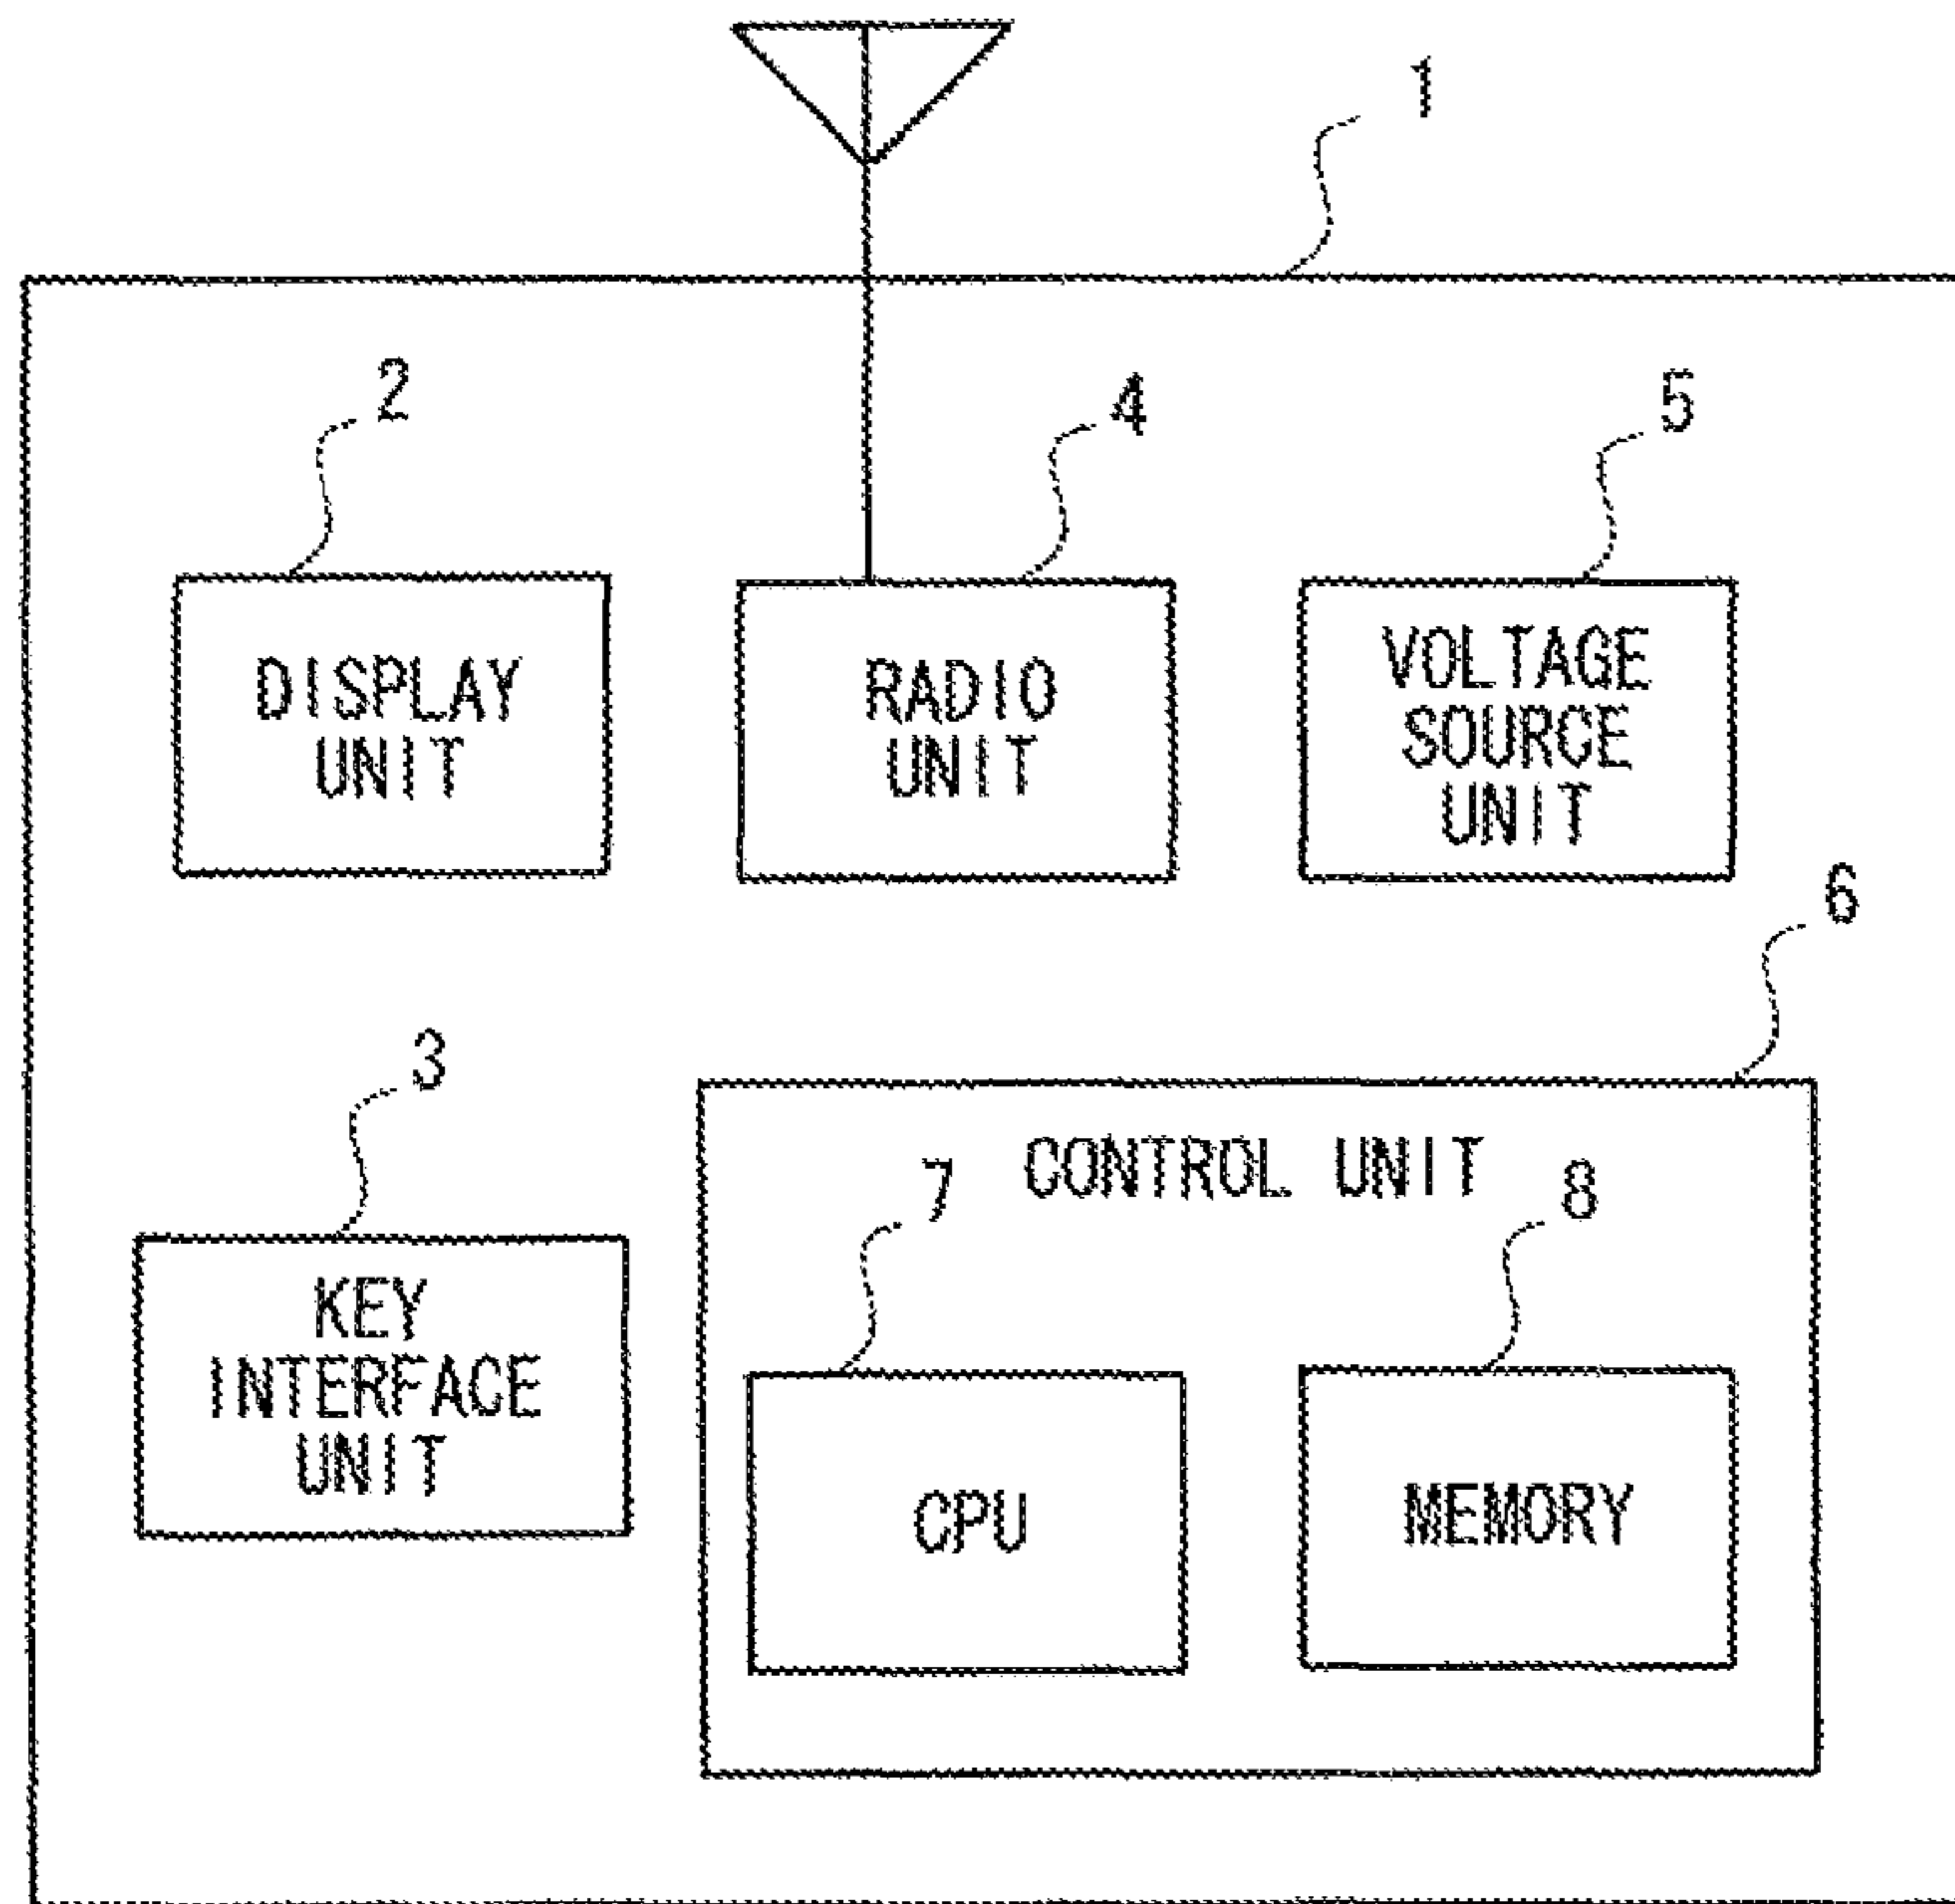 1
2
4
5
DISPLAY
UNIT
RADIO
UNIT
VOLTAGE
SOURCE
UNIT
6
3
CONTROL UNIT
7
8
KEY
INTERFACE
UNIT
CPU
MEMORY